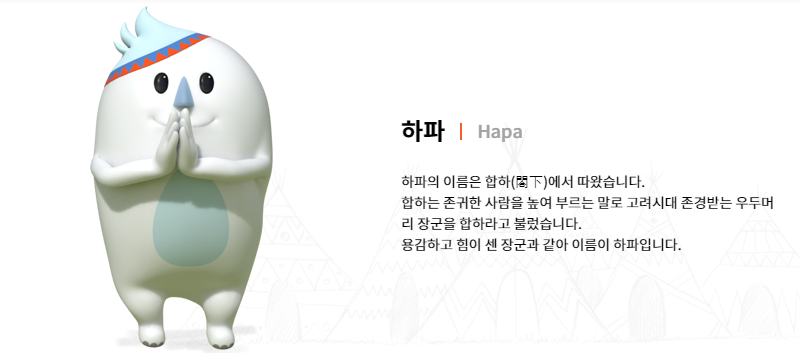 하파 | Hapa
하파의 이름은 합하(閤下)에서 따왔습니다.
합하는 존귀한 사람을 높여 부르는 말로 고려시대 존경받는 우두머
리 장군을 합하라고 불렀습니다.
용감하고 힘이 센 장군과 같아 이름이 하파입니다.